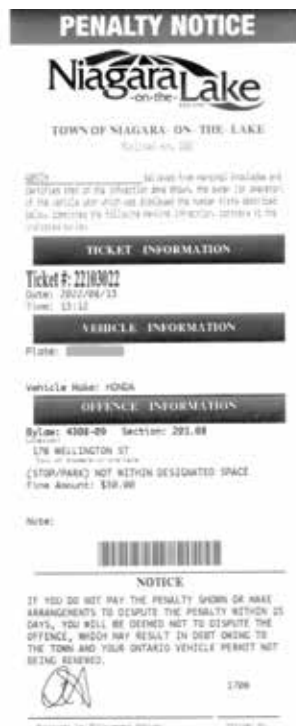 PENALTY NOTICE
Niagara
-on-the-
Lake
TOWN OF NIAGARA- ON- THE- LAKE
TICKET INFORMATION
Ticket #: 22103022
Date: 2022/06/13
Time: 13:12
VEHICLE INFORMATION
Plate:
Vehicle Make: HONDA
OFFENCE INFORMATION
Bylaw: 4308-09 Section: 201.08
170 WELLINGTON ST
(STOP/PARK) NOT WITHIN DESIGNATED SPACE
Fine Amount: $30.00
Note:
NOTICE
IF YOU DO NOT PAY THE PENALTY SHOWN OR MAKE
ARRANGEMENTS TO DISPUTE THE PENALTY WITHIN 15
DAYS, YOU WILL BE DEEMED NOT TO DISPUTE THE
OFFENCE, WHICH MAY RESULT IN DEBT OWING TO
THE TOWN AND YOUR ONTARIO VEHICLE PERMIT NOT
BEING RENEWED.
1700